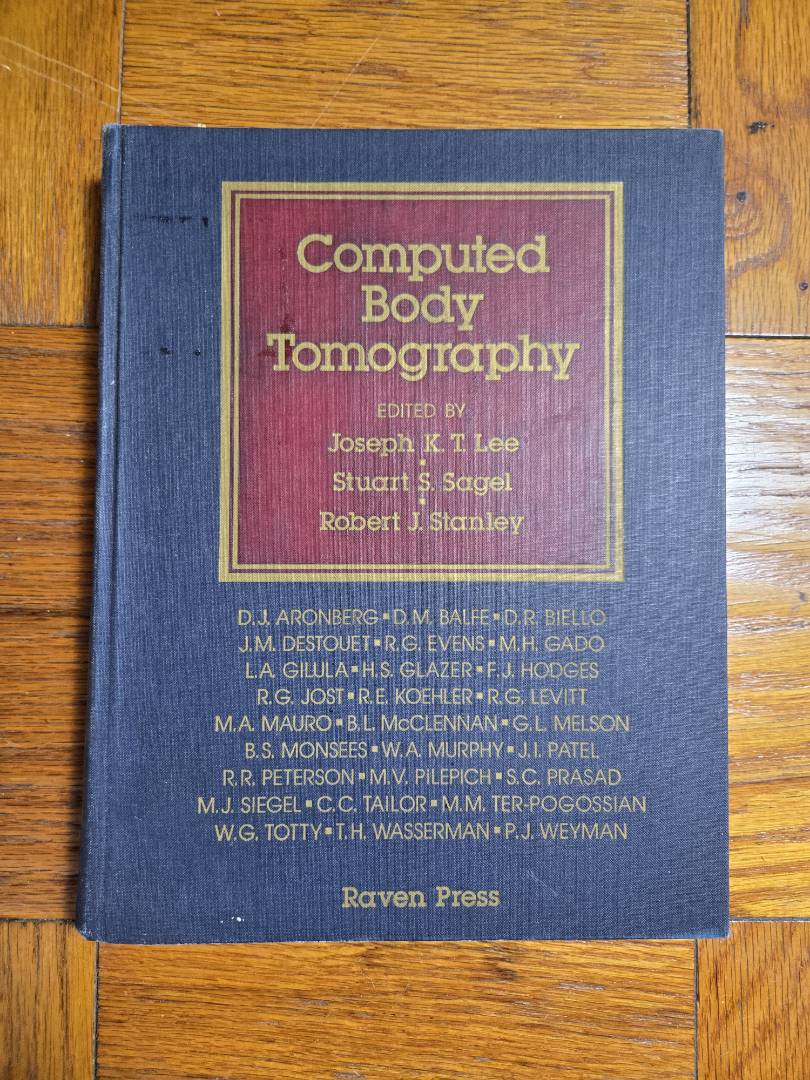 Computed
Body
Tomography
EDITED BY
Joseph K. T. Lee
▪
Stuart S. Sagel
▪
Robert J. Stanley
D.J. ARONBERG▪D.M. BALFE▪D.R. BIELLO
J.M. DESTOUET▪R.G. EVENS▪M.H. GADO
L.A. GILULA▪H.S. GLAZER▪F.J. HODGES
R.G. JOST▪R.E. KOEHLER▪R.G. LEVITT
M.A. MAURO▪B.L. McCLENNAN▪G.L. MELSON
B.S. MONSEES▪W.A. MURPHY▪J.I. PATEL
R.R. PETERSON▪M.V. PILEPICH▪S.C. PRASAD
M.J. SIEGEL▪C.C. TAILOR▪M.M. TER-POGOSSIAN
W.G. TOTTY▪T.H. WASSERMAN▪P.J. WEYMAN
Raven Press